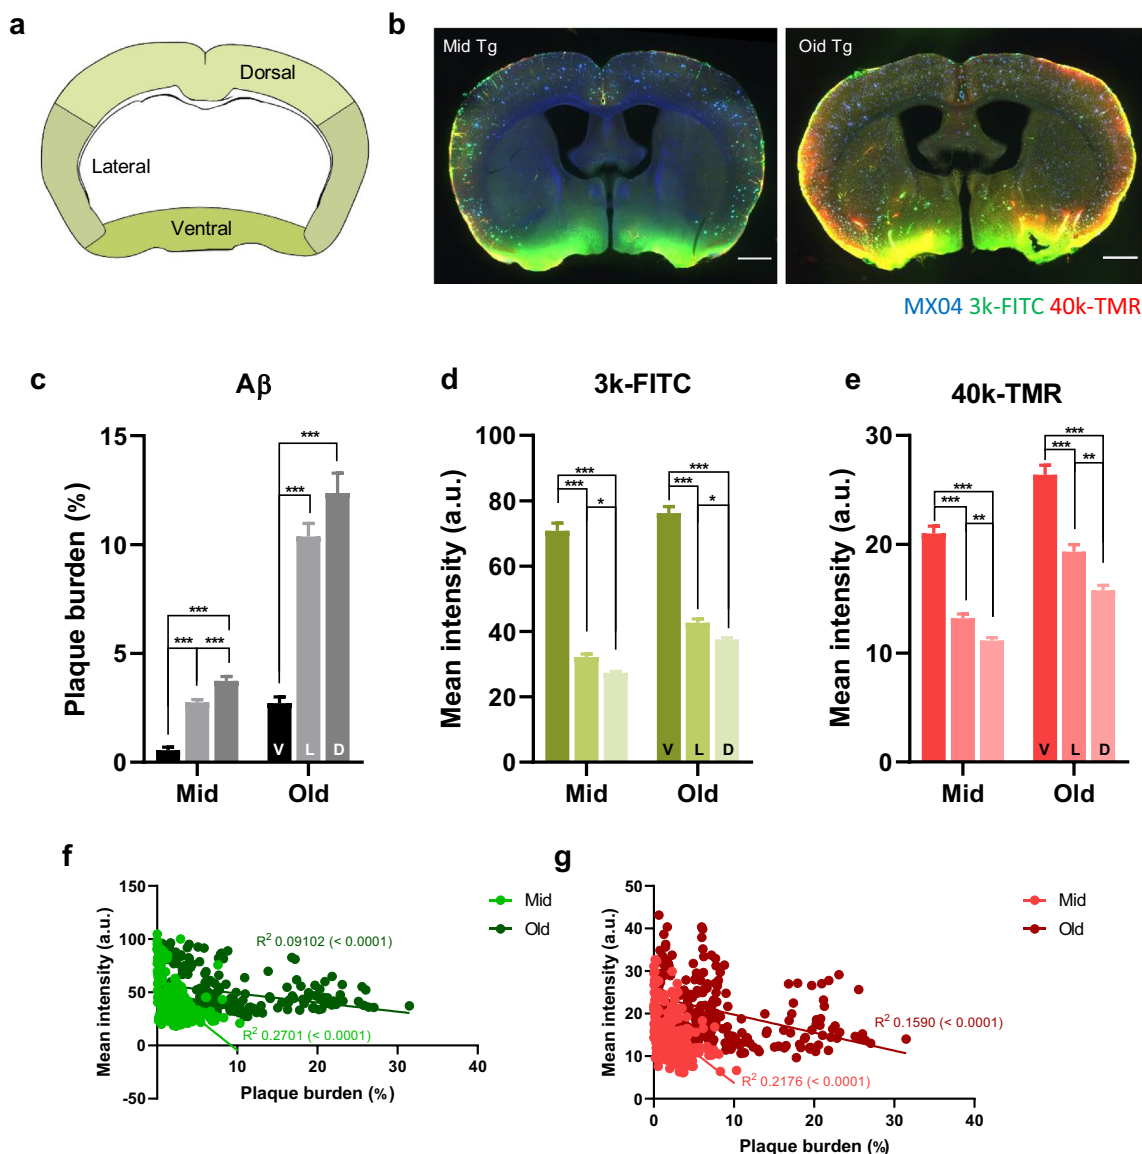 a
Dorsal
Lateral
Ventral
b
Mid Tg
Oid Tg
MX04 3k-FITC 40k-TMR
c
Aβ
Plaque burden (%)
15
10
5
0
***
***
***
***
***
V L D
Mid Old
d
3k-FITC
Mean intensity (a.u.)
100
80
60
40
20
0
***
***
*
***
***
*
V L D
Mid Old
e
40k-TMR
Mean intensity (a.u.)
30
20
10
0
***
***
**
***
***
**
V L D
Mid Old
f
Mean intensity (a.u.)
150
100
50
0
-50
10 20 30 40
Plaque burden (%)
Mid
Old
R² 0.09102 (< 0.0001)
R² 0.2701 (< 0.0001)
g
Mean intensity (a.u.)
50
40
30
20
10
0
0 10 20 30 40
Plaque burden (%)
Mid
Old
R² 0.1590 (< 0.0001)
R² 0.2176 (< 0.0001)